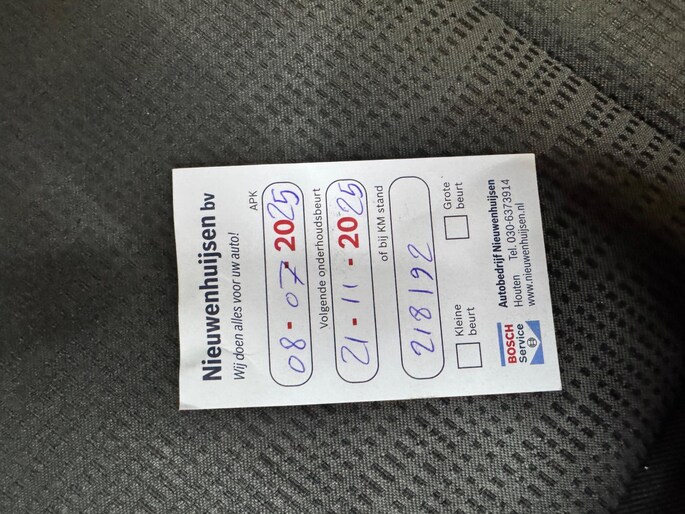 Nieuwenhuijsen bv
Wij doen alles voor uw auto!
APK
08 - 07 - 2025
Volgende onderhoudsbeurt
21 - 11 - 2025
of bij KM stand
218192
Kleine beurt
Grote beurt
BOSCH
Service
Autobedrijf Nieuwenhuijsen
Houten Tel. 030-6373914
www.nieuwenhuijsen.nl